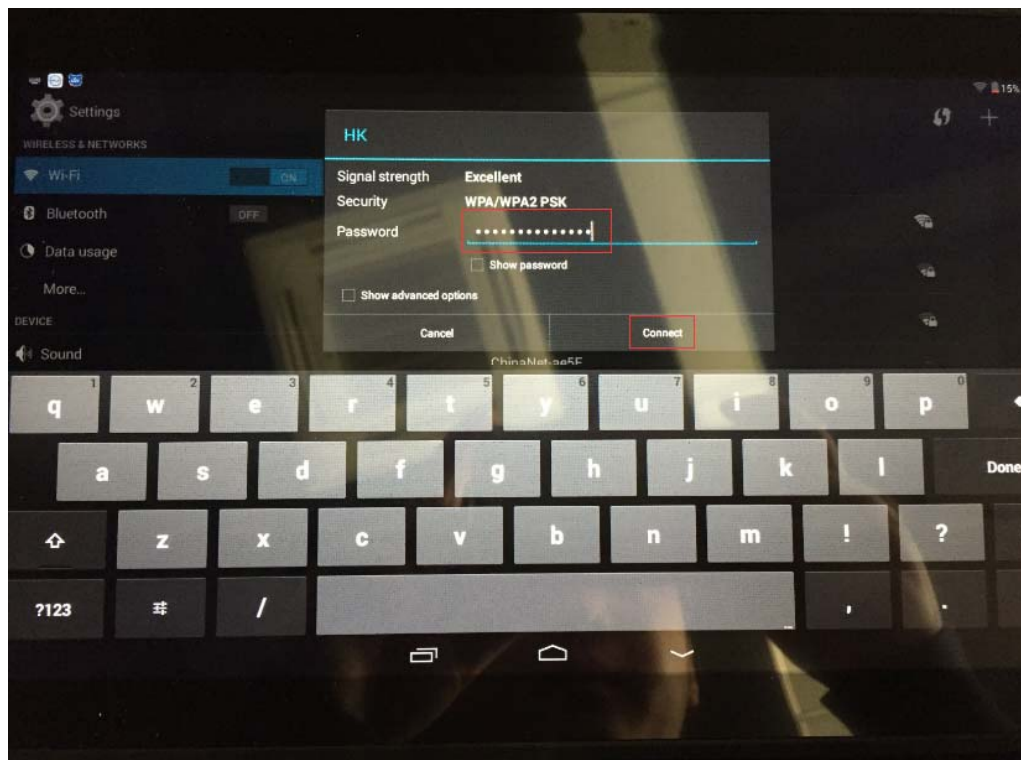 15%
Settings
WIRELESS & NETWORKS
Wi-Fi ON
Bluetooth OFF
Data usage
More...
DEVICE
Sound
HK
Signal strength Excellent
Security WPA/WPA2 PSK
Password ••••••••••••••
Show password
Show advanced options
Cancel Connect
ChinaNet-ae5F
1 2 3 4 5 6 7 8 9 0
q w e r t y u i o p
a s d f g h j k l Done
z x c v b n m ! ?
?123 / , .